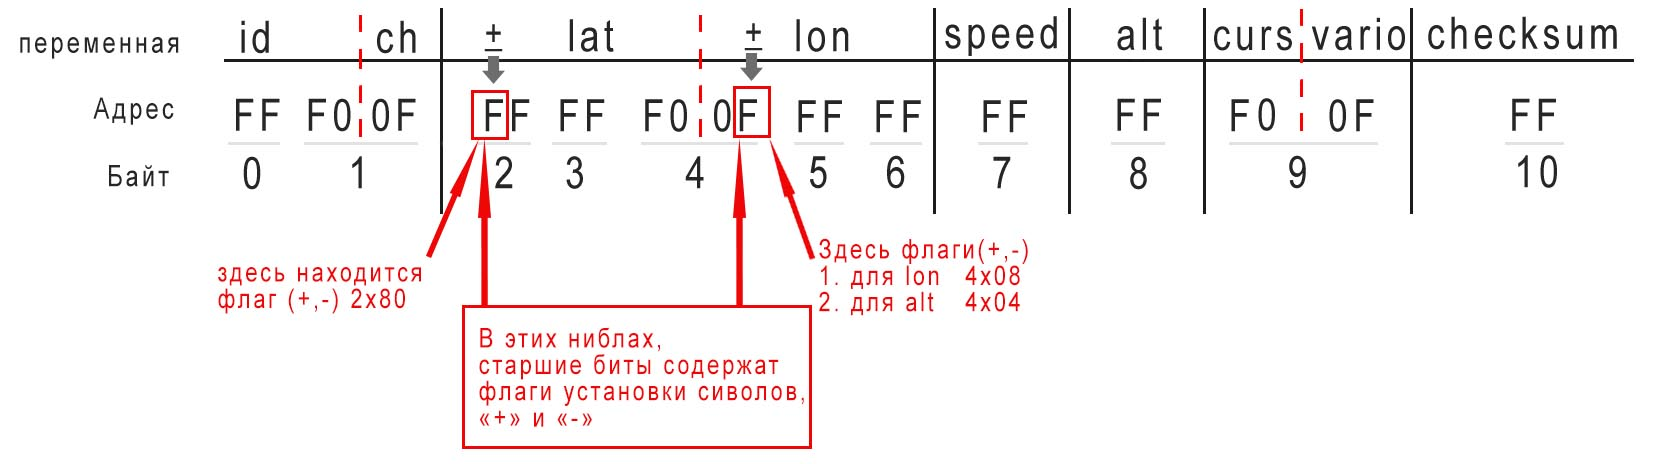 переменная id ch ± lat ± lon speed alt curs vario checksum
Адрес FF F0 0F FF FF F0 0F FF FF FF FF F0 0F FF
Байт 0 1 2 3 4 5 6 7 8 9 10
здесь находится
флаг (+,-) 2x80
Здесь флаги(+,-)
1. для lon 4x08
2. для alt 4x04
В этих ниблах,
старшие биты содержат
флаги установки сиволов,
«+» и «-»